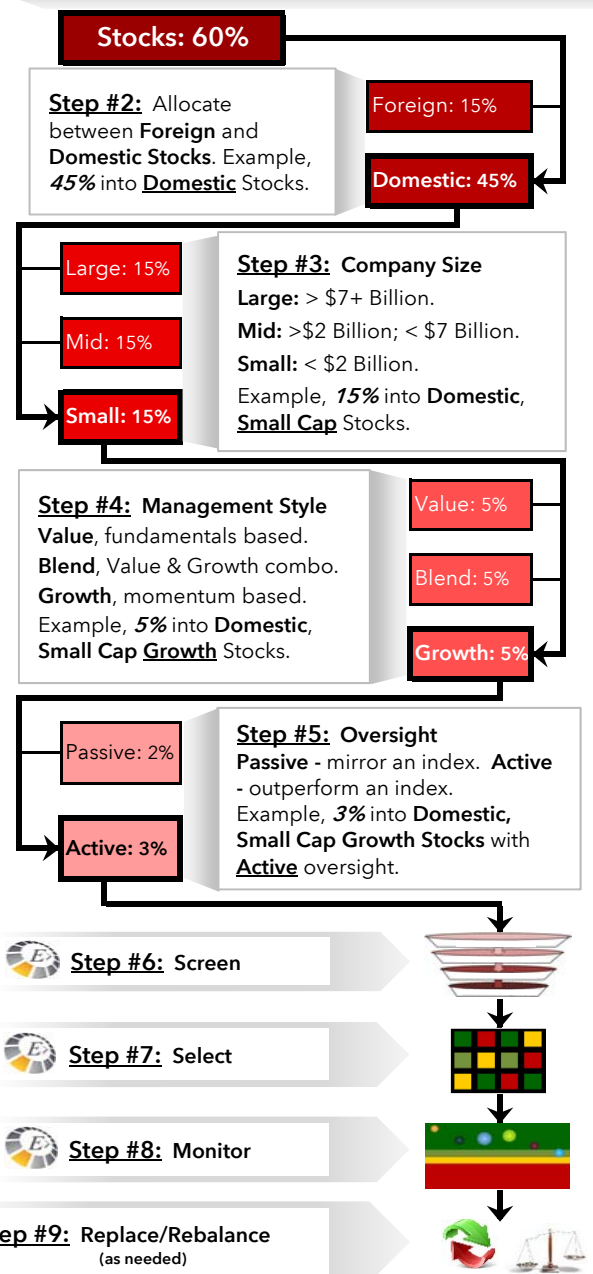 Stocks: 60%
Step #2: Allocate
between Foreign and
Domestic Stocks. Example,
45% into Domestic Stocks.
Foreign: 15%
Domestic: 45%
Large: 15%
Mid: 15%
Small: 15%
Step #3: Company Size
Large: > $7+ Billion.
Mid: >$2 Billion; < $7 Billion.
Small: < $2 Billion.
Example, 15% into Domestic,
Small Cap Stocks.
Step #4: Management Style
Value, fundamentals based.
Blend, Value & Growth combo.
Growth, momentum based.
Example, 5% into Domestic,
Small Cap Growth Stocks.
Value: 5%
Blend: 5%
Growth: 5%
Passive: 2%
Active: 3%
Step #5: Oversight
Passive - mirror an index. Active
- outperform an index.
Example, 3% into Domestic,
Small Cap Growth Stocks with
Active oversight.
E
Step #6: Screen
E
Step #7: Select
E
Step #8: Monitor
ep #9: Replace/Rebalance
(as needed)